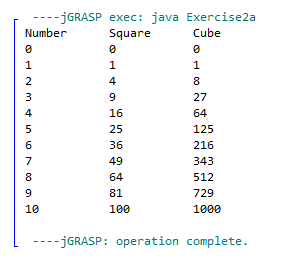 ----jGRASP exec: java Exercise2a
Number Square Cube
0 0 0
1 1 1
2 4 8
3 9 27
4 16 64
5 25 125
6 36 216
7 49 343
8 64 512
9 81 729
10 100 1000
----jGRASP: operation complete.